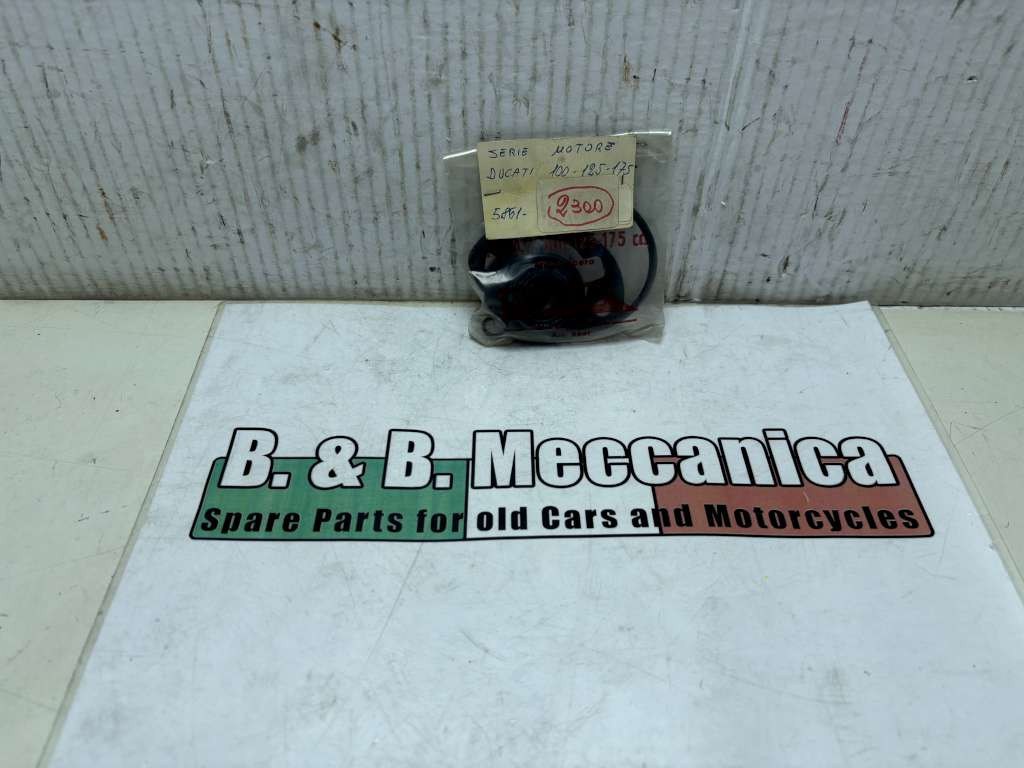 SERIE MOTORE
DUCATI 100-125-175
5861-
2300
175 cc
B. & B. Meccanica
Spare Parts for old Cars and Motorcycles